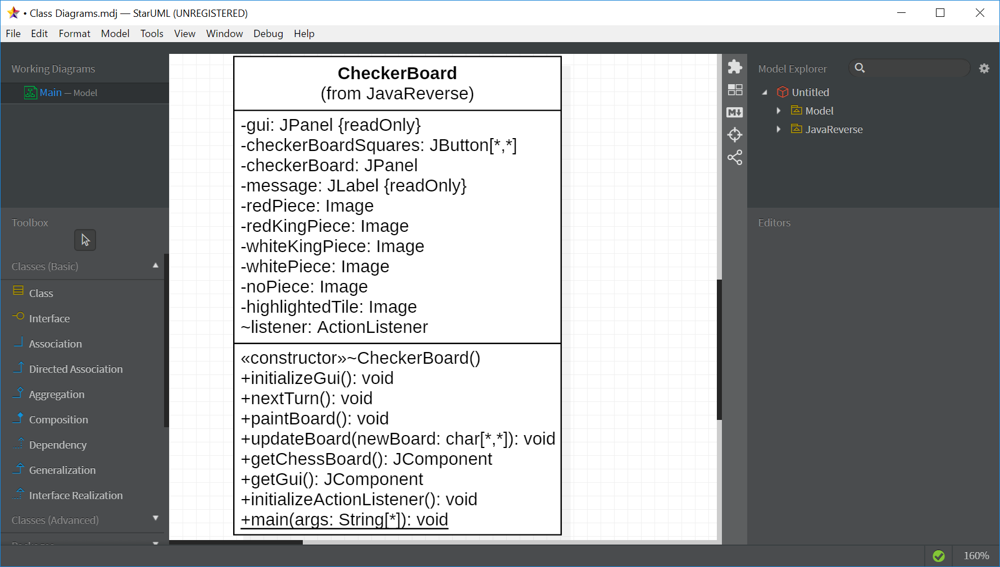 • Class Diagrams.mdj — StarUML (UNREGISTERED)
File Edit Format Model Tools View Window Debug Help
Working Diagrams
Main — Model
Toolbox
Classes (Basic)
Class
Interface
Association
Directed Association
Aggregation
Composition
Dependency
Generalization
Interface Realization
Classes (Advanced)
CheckerBoard
(from JavaReverse)
-gui: JPanel {readOnly}
-checkerBoardSquares: JButton[*,*]
-checkerBoard: JPanel
-message: JLabel {readOnly}
-redPiece: Image
-redKingPiece: Image
-whiteKingPiece: Image
-whitePiece: Image
-noPiece: Image
-highlightedTile: Image
~listener: ActionListener
«constructor»~CheckerBoard()
+initializeGui(): void
+nextTurn(): void
+paintBoard(): void
+updateBoard(newBoard: char[*,*]): void
+getChessBoard(): JComponent
+getGui(): JComponent
+initializeActionListener(): void
+main(args: String[*]): void
M
Model Explorer
Untitled
Model
JavaReverse
Editors
160%